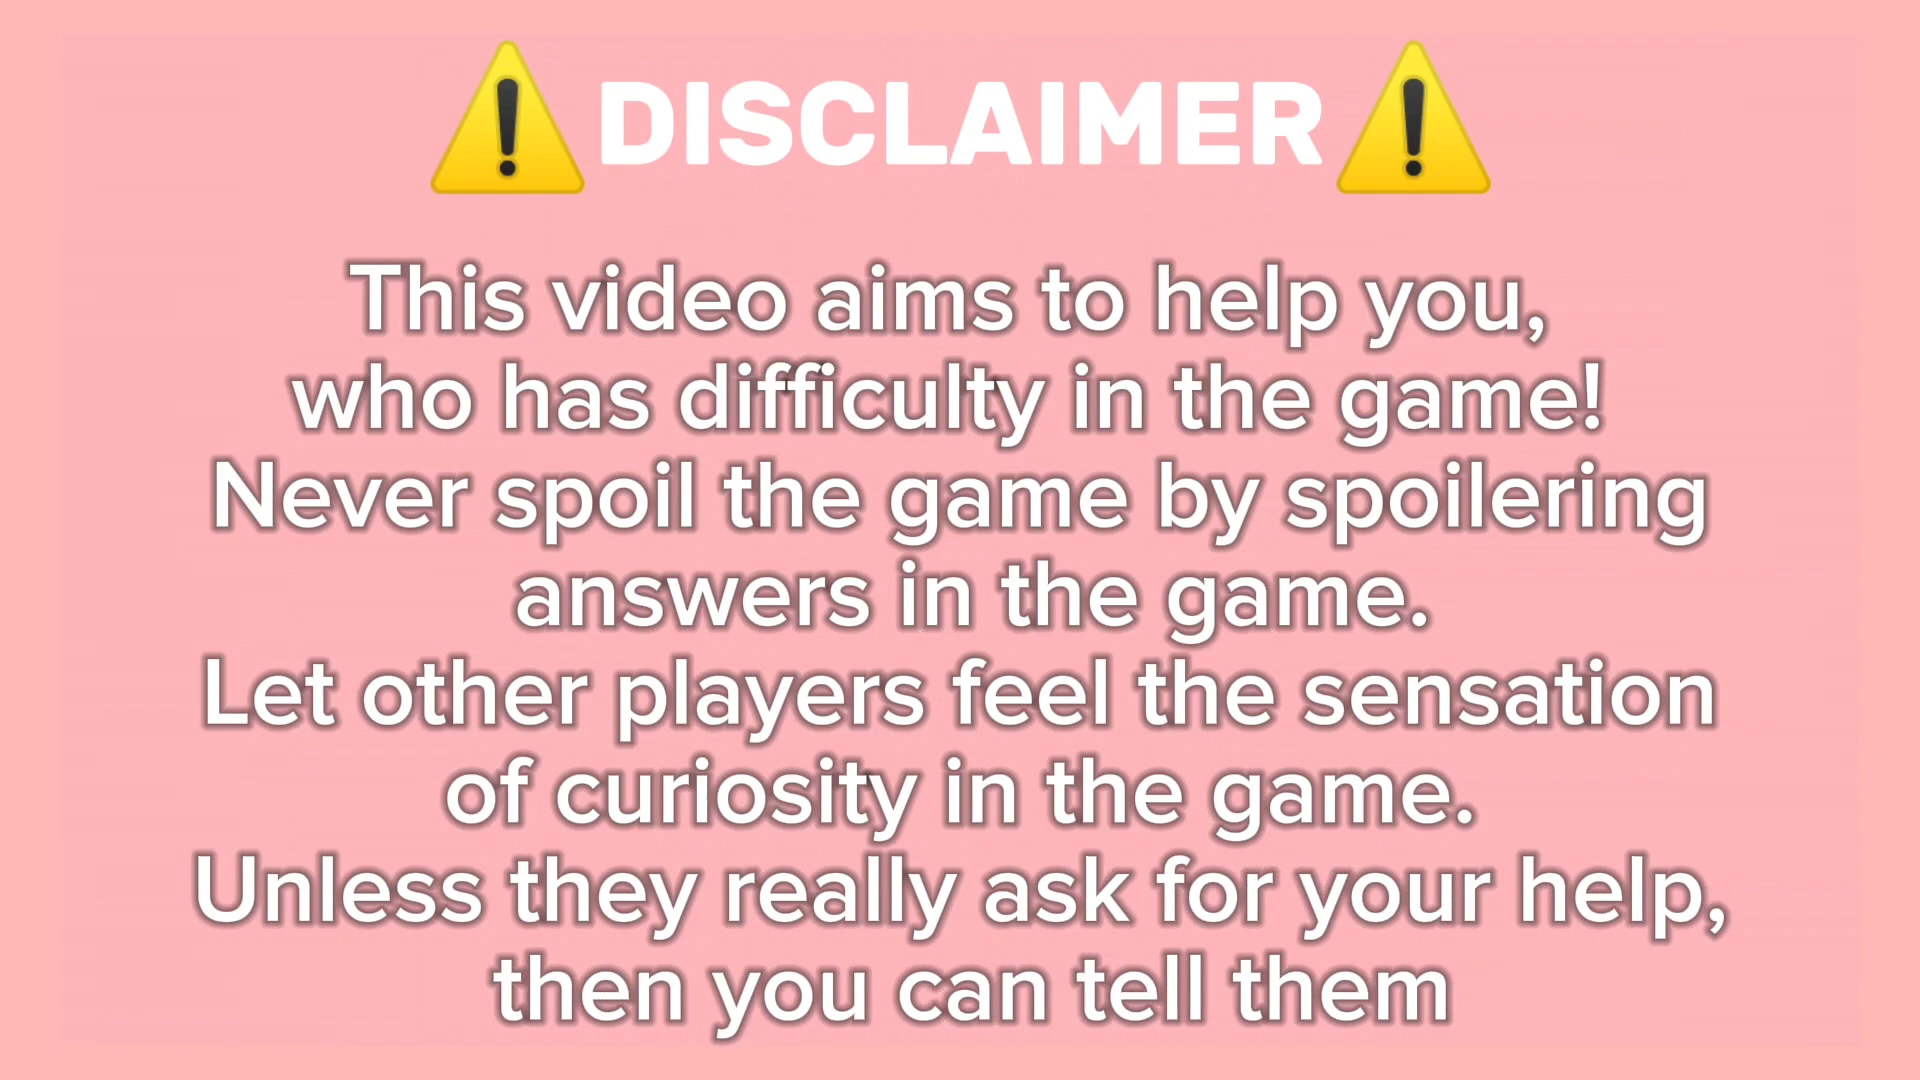 ⚠️DISCLAIMER⚠️
This video aims to help you,
who has difficulty in the game!
Never spoil the game by spoilering
answers in the game.
Let other players feel the sensation
of curiosity in the game.
Unless they really ask for your help,
then you can tell them